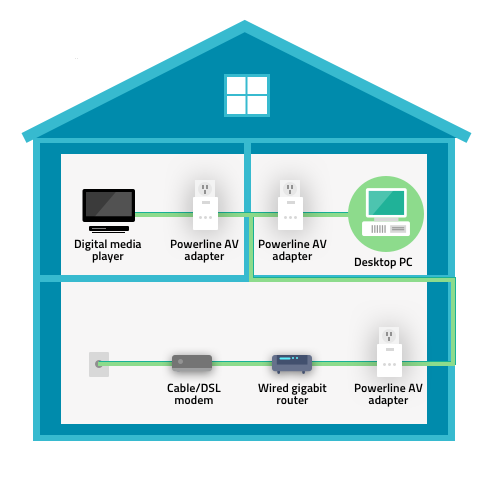 Digital media
player
Powerline AV
adapter
Powerline AV
adapter
Desktop PC
Cable/DSL
modem
Wired gigabit
router
Powerline AV
adapter